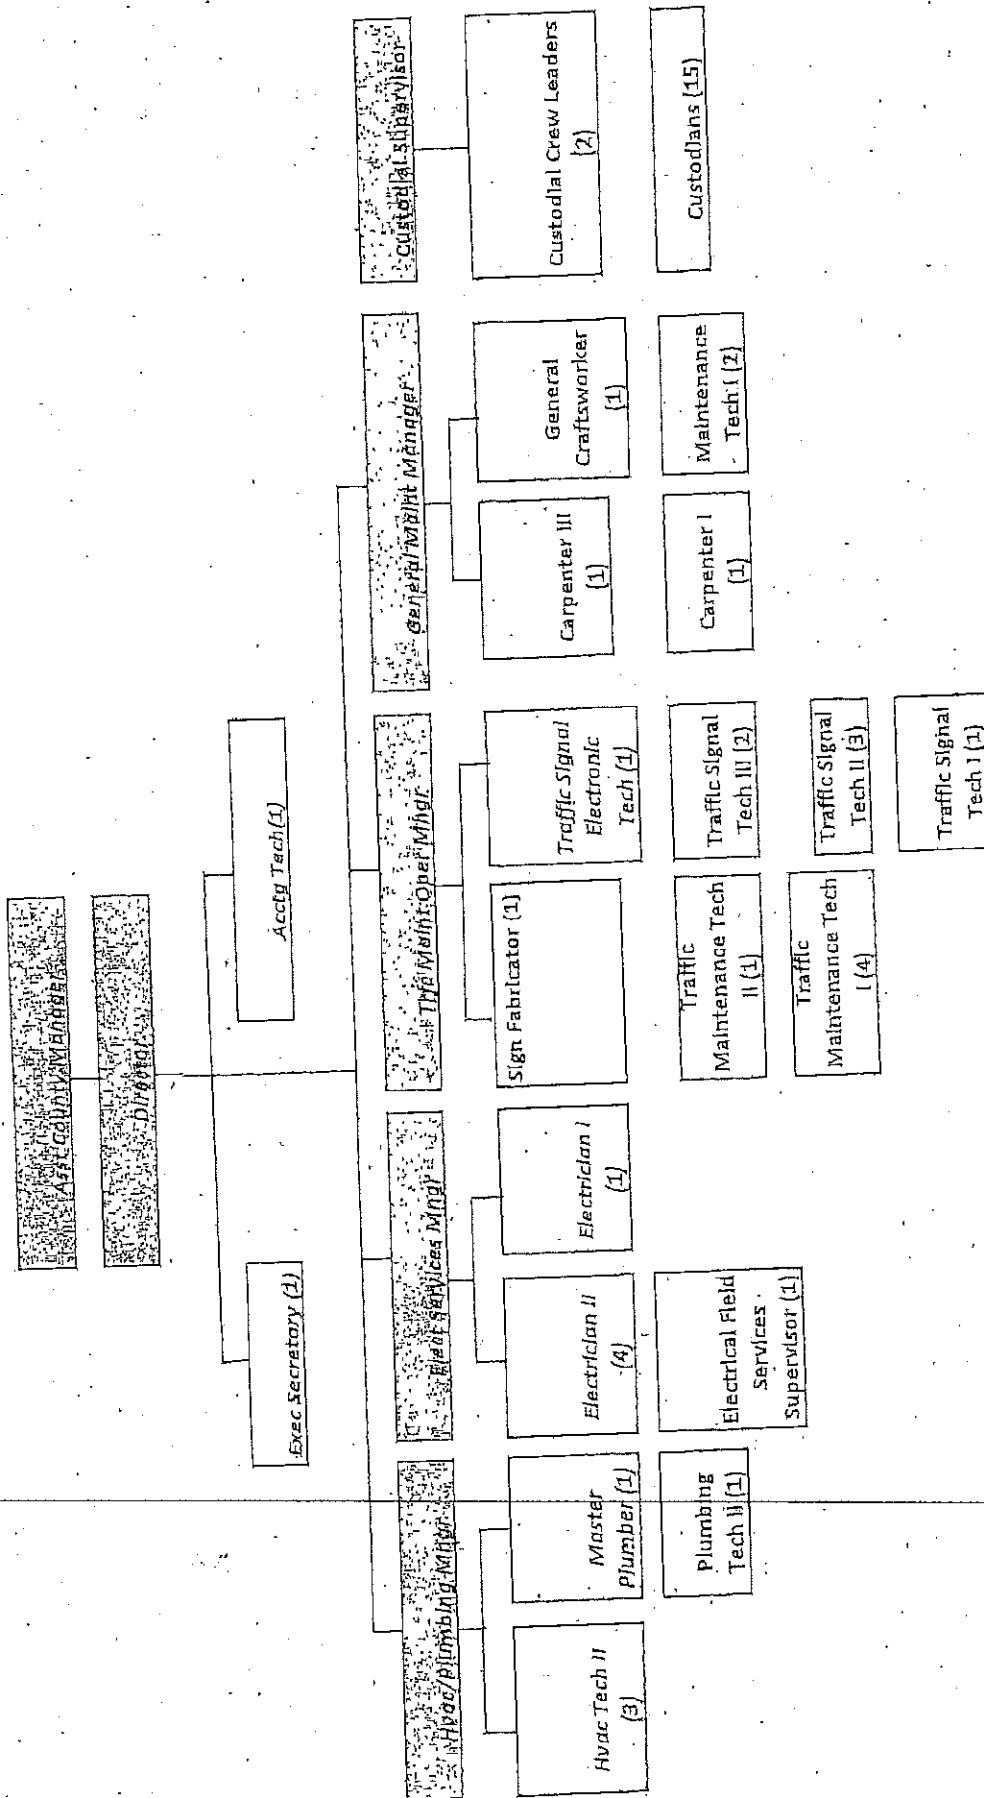 Asst County Manager
Director
Exec Secretary (1)
Acctg Tech (1)
Hvac/plumbing Mngr
Elect Services Mngr
Trfc Maint Oper Mngr
General Maint Manager
Custodial Supervisor
Hvac Tech II
(3)
Master
Plumber (1)
Plumbing
Tech II (1)
Electrician II
(4)
Electrician I
(1)
Electrical Field
Services
Supervisor (1)
Sign Fabricator (1)
Traffic
Maintenance Tech
II (1)
Traffic
Maintenance Tech
I (4)
Traffic Signal
Electronic
Tech (1)
Traffic Signal
Tech III (2)
Traffic Signal
Tech II (3)
Traffic Signal
Tech I (1)
Carpenter III
(1)
Carpenter I
(1)
General
Craftsworker
(1)
Maintenance
Tech I (2)
Custodial Crew Leaders
(2)
Custodians (15)